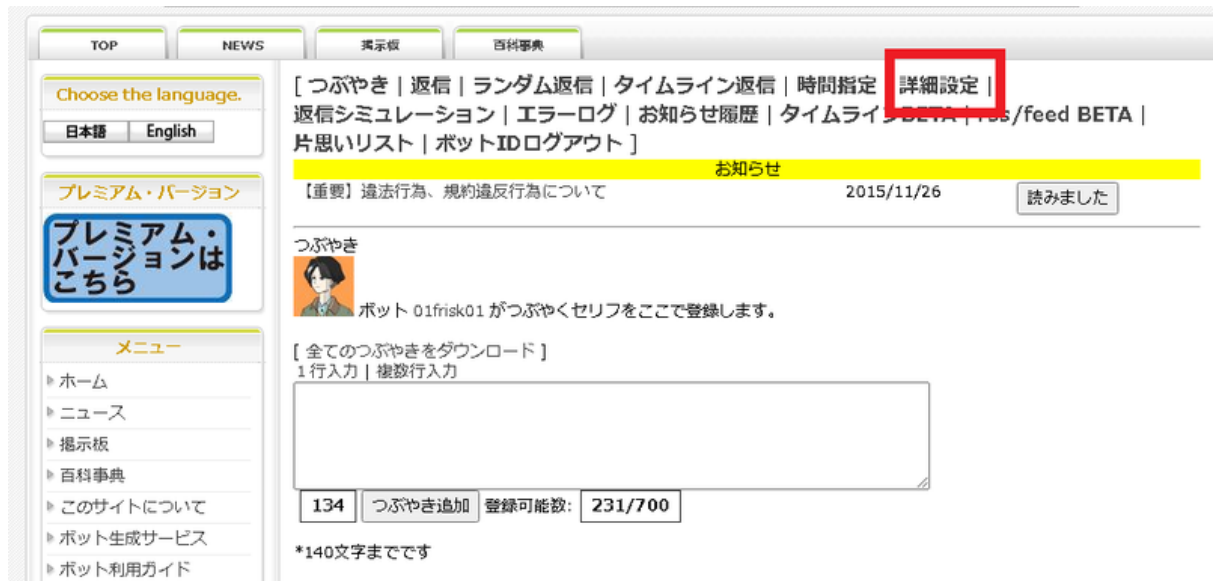 TOP NEWS 掲示板 百科事典
Choose the language.
日本語 English
プレミアム・バージョン
プレミアム・
バージョンは
こちら
メニュー
ホーム
ニュース
掲示板
百科事典
このサイトについて
ボット生成サービス
ボット利用ガイド
[ つぶやき | 返信 | ランダム返信 | タイムライン返信 | 時間指定 | 詳細設定 |
返信シミュレーション | エラーログ | お知らせ履歴 | タイムラインBETA | rss/feed BETA |
片思いリスト | ボットIDログアウト ]
お知らせ
【重要】違法行為、規約違反行為について 2015/11/26 読みました
つぶやき
ボット 01frisk01 がつぶやくセリフをここで登録します。
[ 全てのつぶやきをダウンロード ]
1行入力 | 複数行入力
134 つぶやき追加 登録可能数: 231/700
*140文字までです